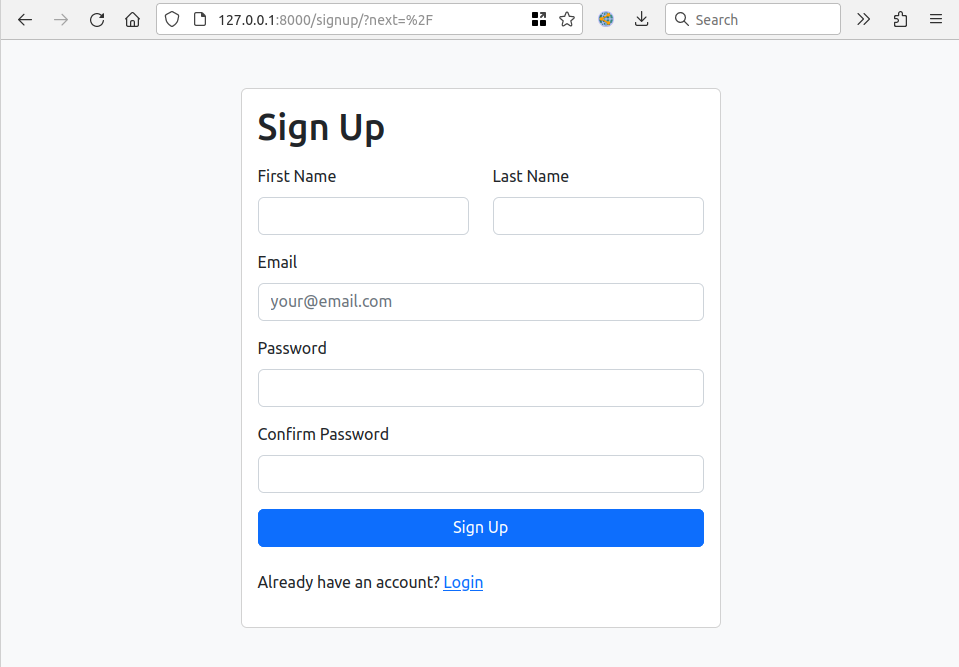 127.0.0.1:8000/signup/?next=%2F
Search
Sign Up
First Name Last Name
Email
your@email.com
Password
Confirm Password
Sign Up
Already have an account? Login